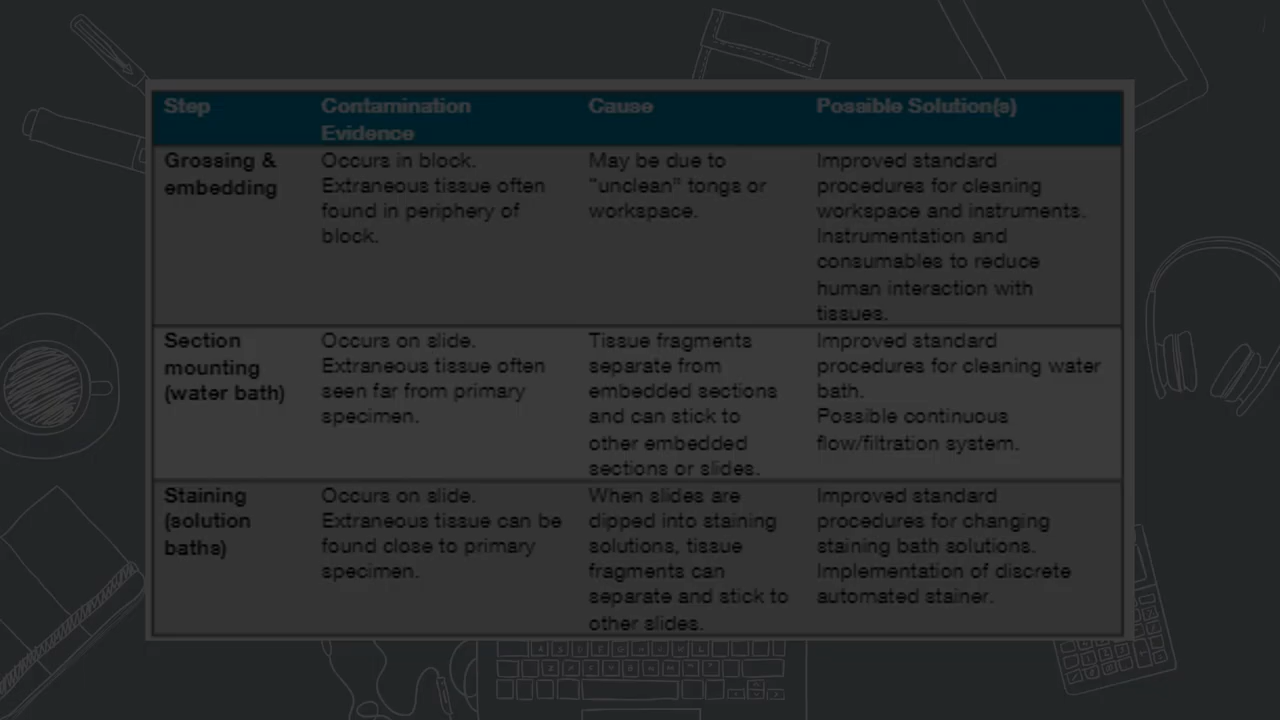 Step
Contamination
Evidence
Cause
Possible Solution(s)
Grossing &
embedding
Occurs in block.
Extraneous tissue often
found in periphery of
block.
May be due to
"unclean" tongs or
workspace.
Improved standard
procedures for cleaning
workspace and instruments.
Instrumentation and
consumables to reduce
human interaction with
tissues.
Section
mounting
(water bath)
Occurs on slide.
Extraneous tissue often
seen far from primary
specimen.
Tissue fragments
separate from
embedded sections
and can stick to
other embedded
sections or slides.
Improved standard
procedures for cleaning water
bath.
Possible continuous
flow/filtration system.
Staining
(solution
baths)
Occurs on slide.
Extraneous tissue can be
found close to primary
specimen.
When slides are
dipped into staining
solutions, tissue
fragments can
separate and stick to
other slides.
Improved standard
procedures for changing
staining bath solutions.
Implementation of discrete
automated stainer.